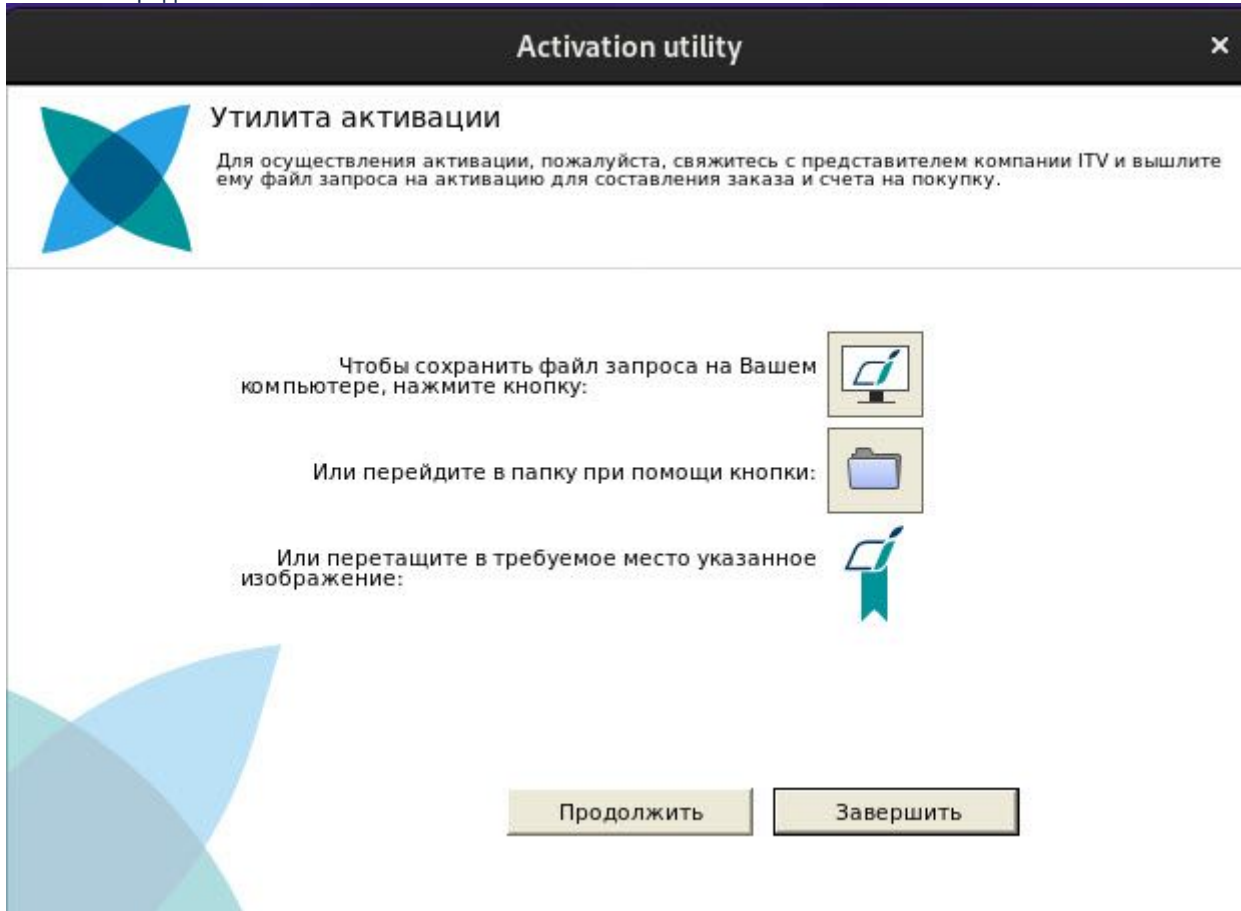 Activation utility
Утилита активации
Для осуществления активации, пожалуйста, свяжитесь с представителем компании ITV и вышлите
ему файл запроса на активацию для составления заказа и счета на покупку.
Чтобы сохранить файл запроса на Вашем
компьютере, нажмите кнопку:
Или перейдите в папку при помощи кнопки:
Или перетащите в требуемое место указанное
изображение:
Продолжить
Завершить